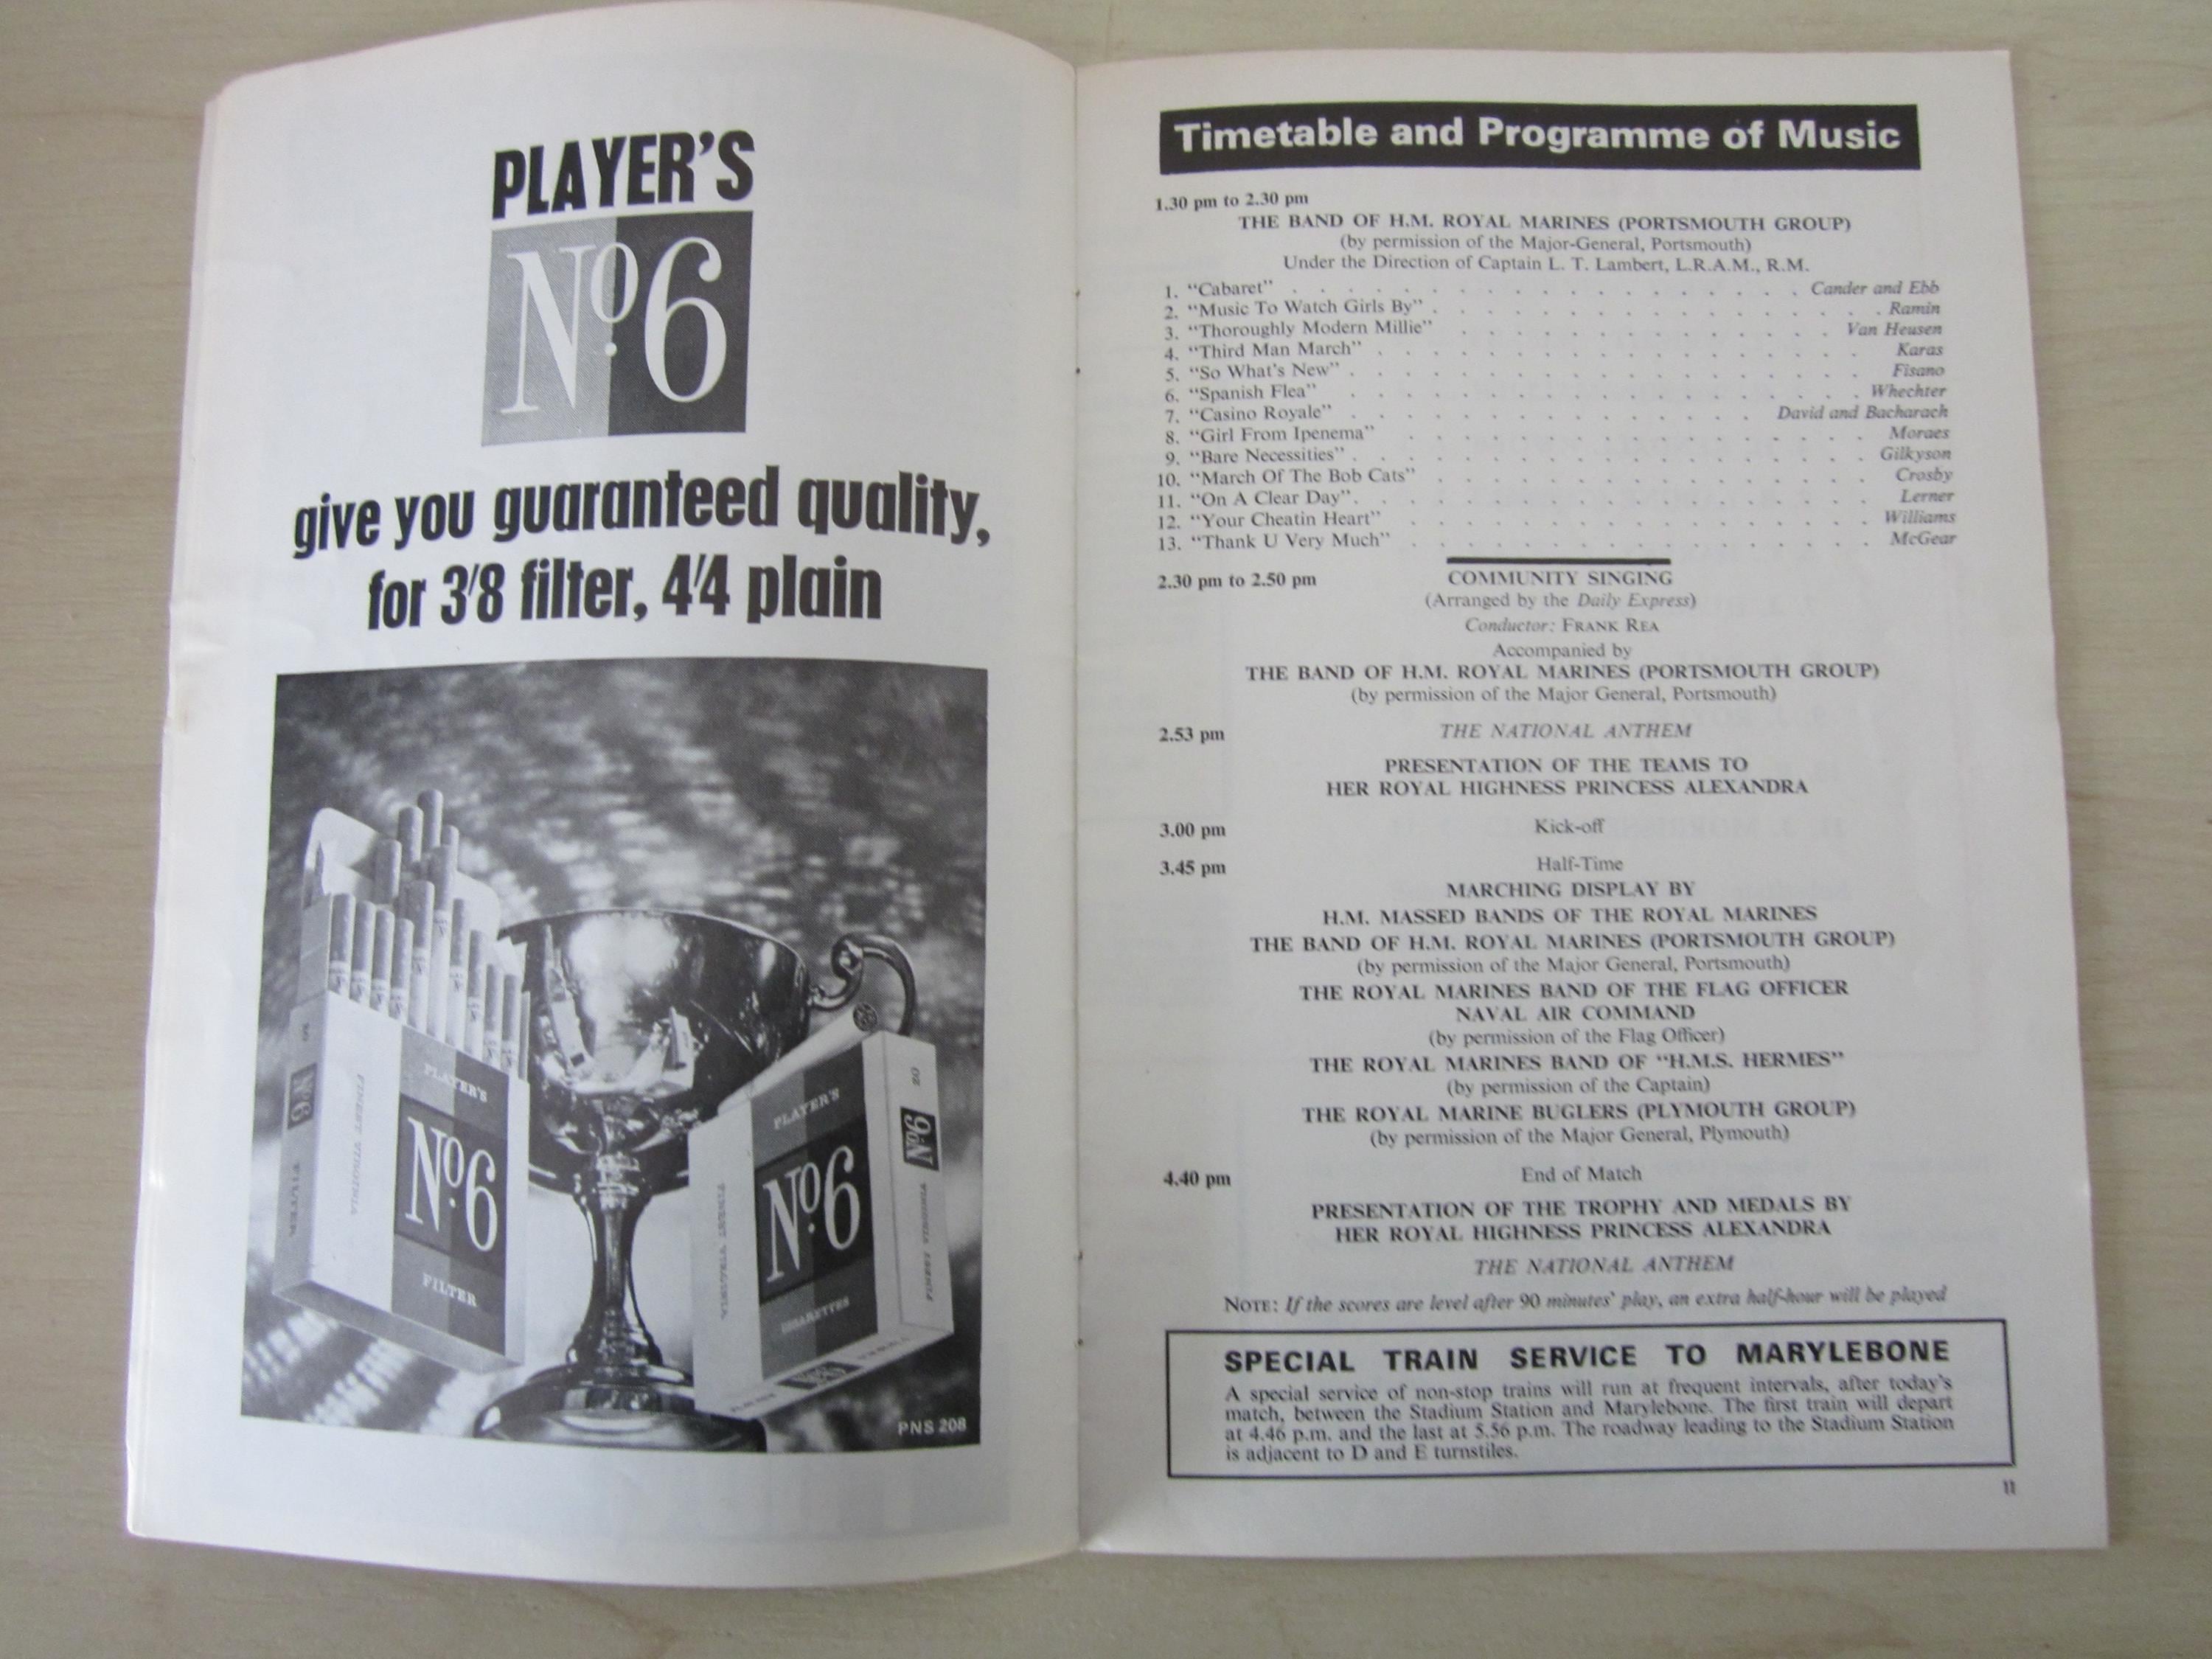 PLAYER'S
No6
give you guaranteed quality,
for 3'8 filter, 4'4 plain
20
No6
FILTER
FINEST VIRGINIA
PLAYER'S
No6
FILTER
FINEST VIRGINIA
PLAYER'S
No6
CIGARETTES
20
No6
FINEST VIRGINIA
No6
PNS 208
Timetable and Programme of Music
1.30 pm to 2.30 pm
THE BAND OF H.M. ROYAL MARINES (PORTSMOUTH GROUP)
(by permission of the Major-General, Portsmouth)
Under the Direction of Captain L. T. Lambert, L.R.A.M., R.M.
1. "Cabaret" . . . . . . . . . . . . . . . . . . . Cander and Ebb
2. "Music To Watch Girls By" . . . . . . . . . . . . . . . . . Ramin
3. "Thoroughly Modern Millie" . . . . . . . . . . . . . . . Van Heusen
4. "Third Man March" . . . . . . . . . . . . . . . . . . Karas
5. "So What's New" . . . . . . . . . . . . . . . . . . . Fisano
6. "Spanish Flea" . . . . . . . . . . . . . . . . . . . Whechter
7. "Casino Royale" . . . . . . . . . . . . . . . David and Bacharach
8. "Girl From Ipenema" . . . . . . . . . . . . . . . . . Moraes
9. "Bare Necessities" . . . . . . . . . . . . . . . . . . . Gilkyson
10. "March Of The Bob Cats" . . . . . . . . . . . . . . . . Crosby
11. "On A Clear Day" . . . . . . . . . . . . . . . . . . . Lerner
12. "Your Cheatin Heart" . . . . . . . . . . . . . . . . . Williams
13. "Thank U Very Much" . . . . . . . . . . . . . . . . . McGear
2.30 pm to 2.50 pm COMMUNITY SINGING
(Arranged by the Daily Express)
Conductor: FRANK REA
Accompanied by
THE BAND OF H.M. ROYAL MARINES (PORTSMOUTH GROUP)
(by permission of the Major General, Portsmouth)
2.53 pm THE NATIONAL ANTHEM
PRESENTATION OF THE TEAMS TO
HER ROYAL HIGHNESS PRINCESS ALEXANDRA
3.00 pm Kick-off
3.45 pm Half-Time
MARCHING DISPLAY BY
H.M. MASSED BANDS OF THE ROYAL MARINES
THE BAND OF H.M. ROYAL MARINES (PORTSMOUTH GROUP)
(by permission of the Major General, Portsmouth)
THE ROYAL MARINES BAND OF THE FLAG OFFICER
NAVAL AIR COMMAND
(by permission of the Flag Officer)
THE ROYAL MARINES BAND OF "H.M.S. HERMES"
(by permission of the Captain)
THE ROYAL MARINE BUGLERS (PLYMOUTH GROUP)
(by permission of the Major General, Plymouth)
4.40 pm End of Match
PRESENTATION OF THE TROPHY AND MEDALS BY
HER ROYAL HIGHNESS PRINCESS ALEXANDRA
THE NATIONAL ANTHEM
NOTE: If the scores are level after 90 minutes' play, an extra half-hour will be played
SPECIAL TRAIN SERVICE TO MARYLEBONE
A special service of non-stop trains will run at frequent intervals, after today's
match, between the Stadium Station and Marylebone. The first train will depart
at 4.46 p.m. and the last at 5.56 p.m. The roadway leading to the Stadium Station
is adjacent to D and E turnstiles.
11